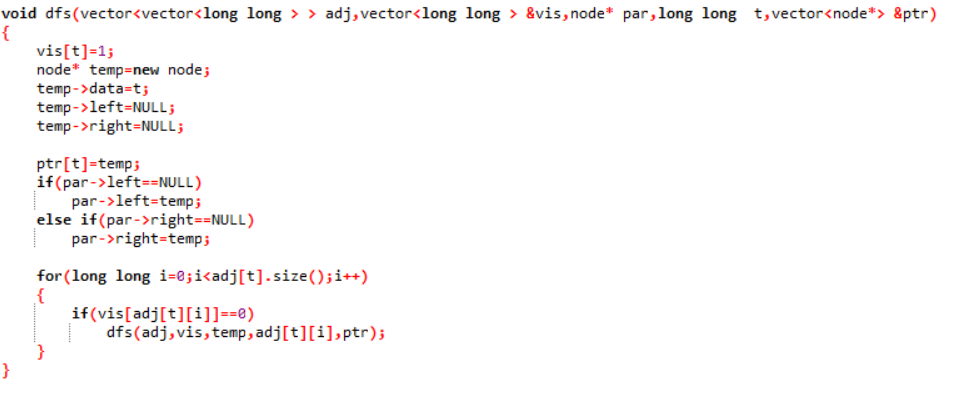 void dfs(vector<vector<long long > > adj,vector<long long > &vis,node* par,long long  t,vector<node*> &ptr)
{
    vis[t]=1;
    node* temp=new node;
    temp->data=t;
    temp->left=NULL;
    temp->right=NULL;

    ptr[t]=temp;
    if(par->left==NULL)
        par->left=temp;
    else if(par->right==NULL)
        par->right=temp;

    for(long long i=0;i<adj[t].size();i++)
    {
        if(vis[adj[t][i]]==0)
            dfs(adj,vis,temp,adj[t][i],ptr);
    }
}